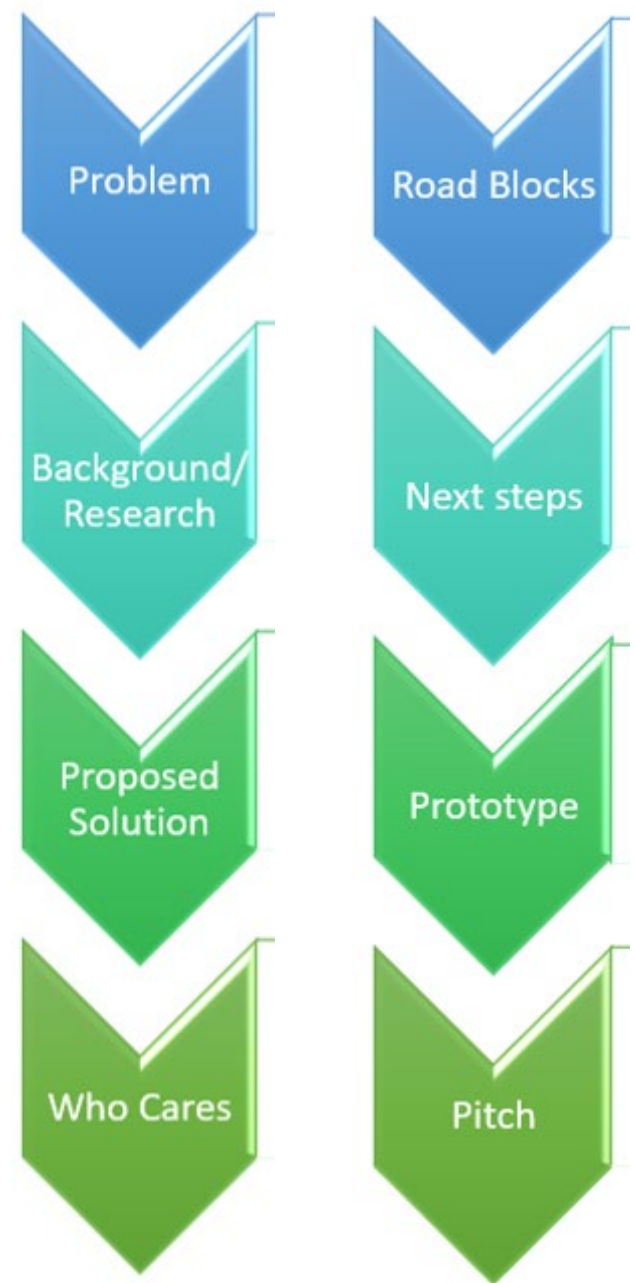 Problem
Background/
Research
Proposed
Solution
Who Cares
Road Blocks
Next steps
Prototype
Pitch